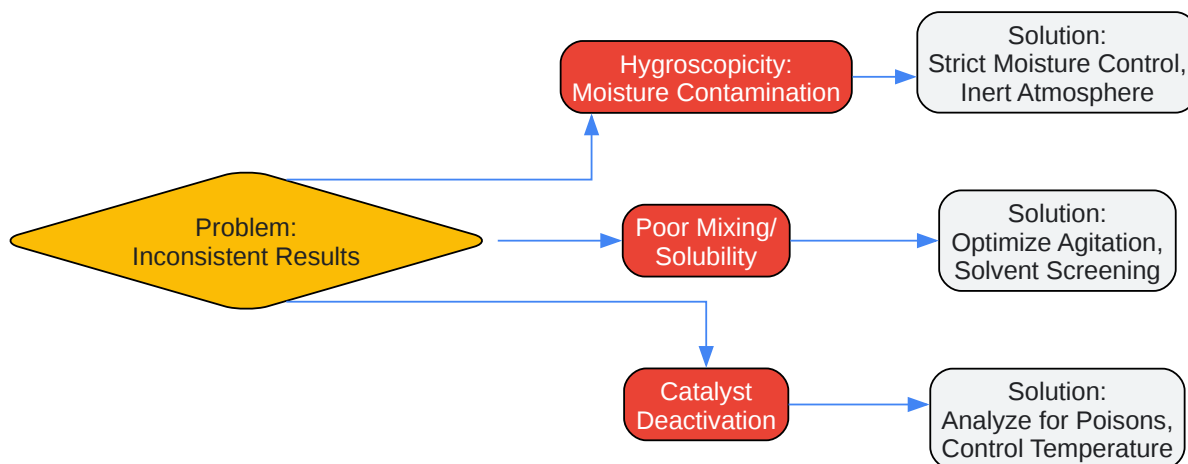 Problem:
Inconsistent Results
Hygroscopicity:
Moisture Contamination
Solution:
Strict Moisture Control,
Inert Atmosphere
Poor Mixing/
Solubility
Solution:
Optimize Agitation,
Solvent Screening
Catalyst
Deactivation
Solution:
Analyze for Poisons,
Control Temperature